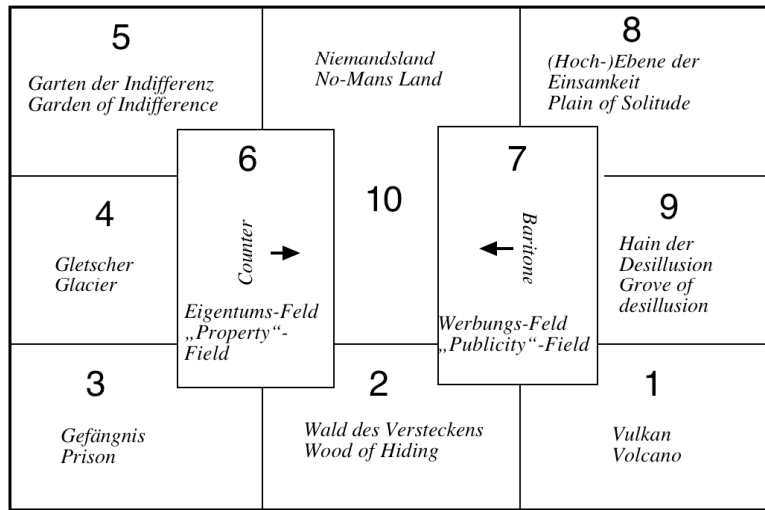 5
Garten der Indifferenz
Garden of Indifference
Niemandsland
No-Mans Land
8
(Hoch-)Ebene der
Einsamkeit
Plain of Solitude
6
Counter
Eigentums-Feld
„Property“-
Field
7
Baritone
Werbungs-Feld
„Publicity“-Field
4
Gletscher
Glacier
10
9
Hain der
Desillusion
Grove of
desillusion
3
Gefängnis
Prison
2
Wald des Versteckens
Wood of Hiding
1
Vulkan
Volcano